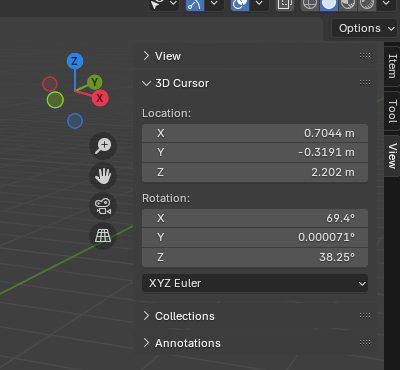 Options
Z
Y
X
View
3D Cursor
Location:
X 0.7044 m
Y -0.3191 m
Z 2.202 m
Rotation:
X 69.4°
Y 0.000071°
Z 38.25°
XYZ Euler
Collections
Annotations
Item
Tool
View